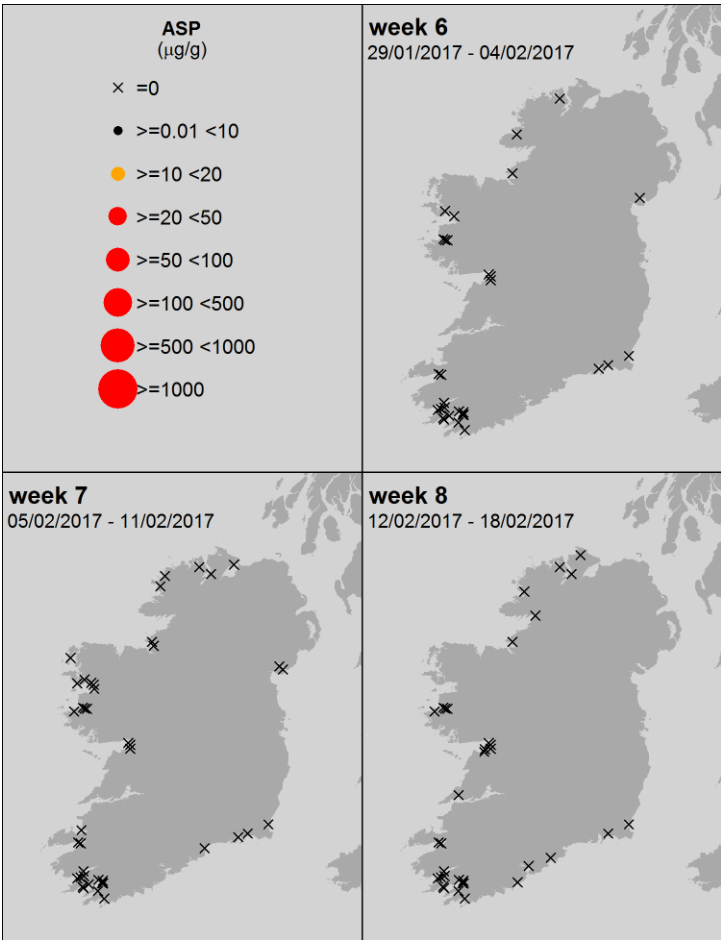 ASP
(μg/g)
=0
>=0.01 <10
>=10 <20
>=20 <50
>=50 <100
>=100 <500
>=500 <1000
>=1000
week 6
29/01/2017 - 04/02/2017
week 7
05/02/2017 - 11/02/2017
week 8
12/02/2017 - 18/02/2017